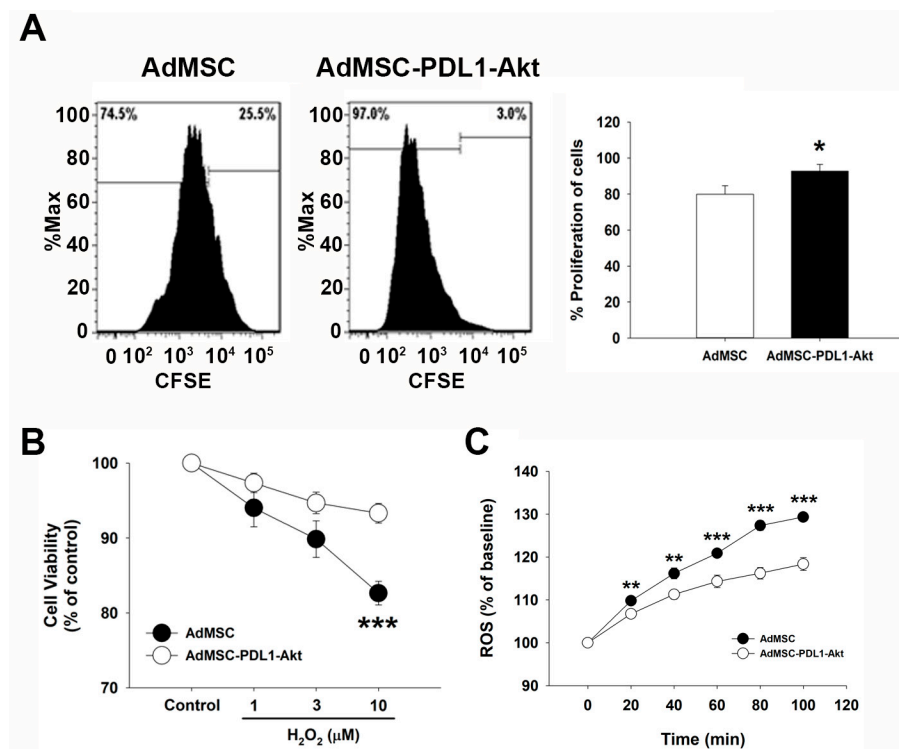 A
AdMSC
AdMSC-PDL1-Akt
74.5% 25.5%
97.0% 3.0%
100
80
60
40
20
0
%Max
0 10² 10³ 10⁴ 10⁵
CFSE
100
80
60
40
20
0
%Max
0 10² 10³ 10⁴ 10⁵
CFSE
120
100
80
60
40
20
0
% Proliferation of cells
*
AdMSC AdMSC-PDL1-Akt
B
100
90
80
70
Cell Viability
(% of control)
***
AdMSC
AdMSC-PDL1-Akt
Control 1 3 10
H₂O₂ (μM)
C
140
130
120
110
100
90
ROS (% of baseline)
** ** *** *** ***
AdMSC
AdMSC-PDL1-Akt
0 20 40 60 80 100 120
Time (min)